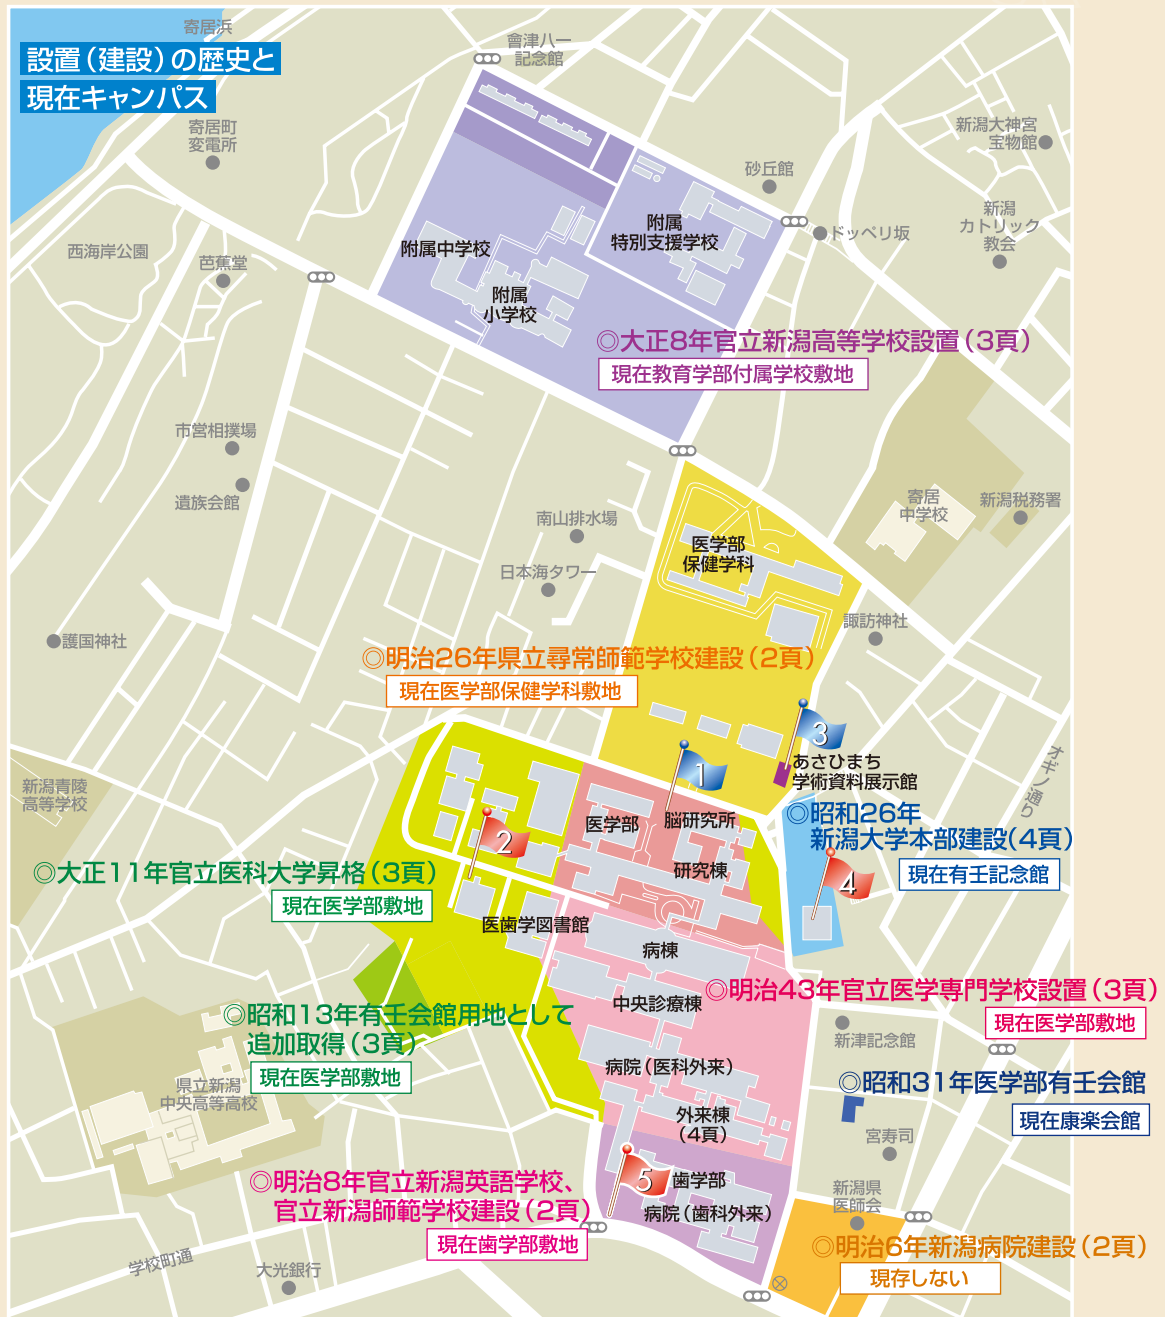 寄居浜
設置（建設）の歴史と
現在キャンパス
會津八一
記念館
寄居町
変電所
新潟大神宮
宝物館
砂丘館
新潟
カトリック
教会
ドッペリ坂
西海岸公園
芭蕉堂
附属
特別支援学校
附属中学校
附属
小学校
◎大正8年官立新潟高等学校設置（3頁）
現在教育学部付属学校敷地
市営相撲場
遺族会館
寄居
中学校
新潟税務署
南山排水場
日本海タワー
医学部
保健学科
諏訪神社
護国神社
◎明治26年県立尋常師範学校建設（2頁）
現在医学部保健学科敷地
3
1
あさひまち
学術資料展示館
オギノ通り
新潟青陵
高等学校
医学部
脳研究所
◎昭和26年
新潟大学本部建設(4頁)
現在有壬記念館
2
4
研究棟
◎大正11年官立医科大学昇格（3頁）
現在医学部敷地
医歯学図書館
病棟
中央診療棟
◎明治43年官立医学専門学校設置（3頁）
現在医学部敷地
◎昭和13年有壬会館用地として
追加取得（3頁）
現在医学部敷地
新津記念館
病院（医科外来）
◎昭和31年医学部有壬会館
現在康楽会館
県立新潟
中央高等高校
外来棟
（4頁）
宮寿司
◎明治8年官立新潟英語学校、
官立新潟師範学校建設（2頁）
現在歯学部敷地
5
歯学部
病院（歯科外来）
新潟県
医師会
◎明治6年新潟病院建設（2頁）
現存しない
学校町通
大光銀行